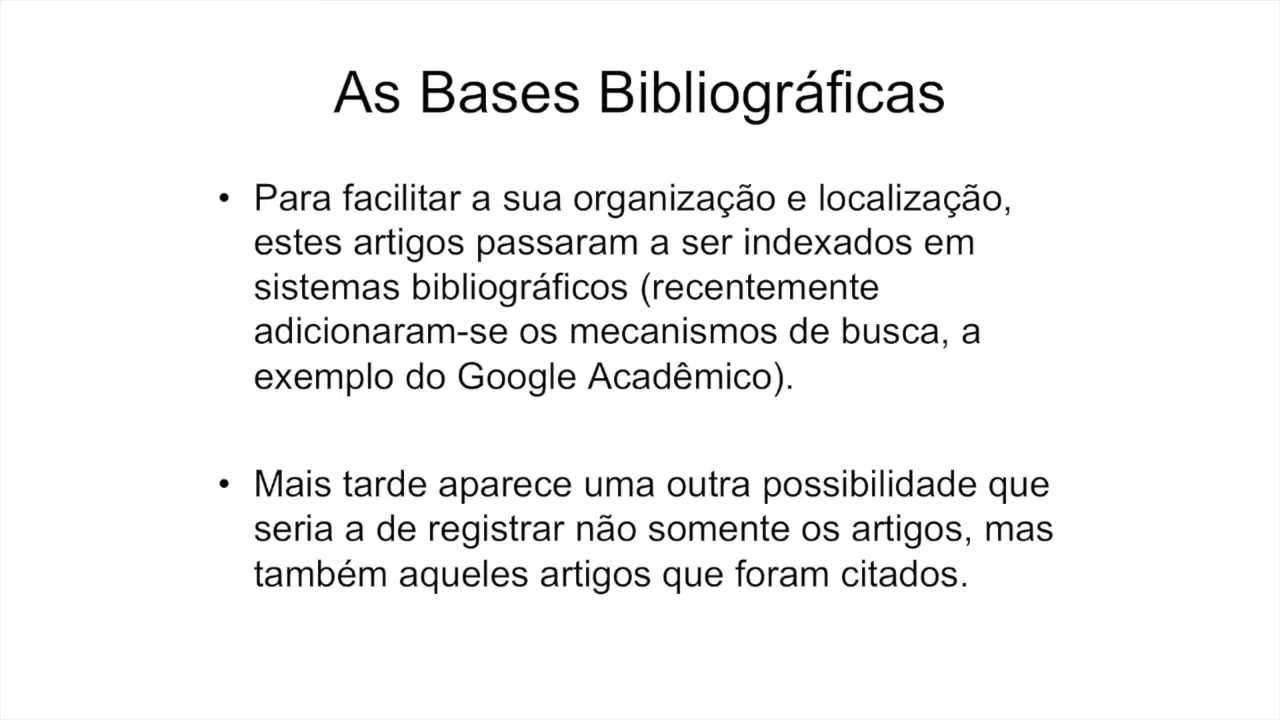 As Bases Bibliográficas
• Para facilitar a sua organização e localização,
estes artigos passaram a ser indexados em
sistemas bibliográficos (recentemente
adicionaram-se os mecanismos de busca, a
exemplo do Google Acadêmico).
• Mais tarde aparece uma outra possibilidade que
seria a de registrar não somente os artigos, mas
também aqueles artigos que foram citados.